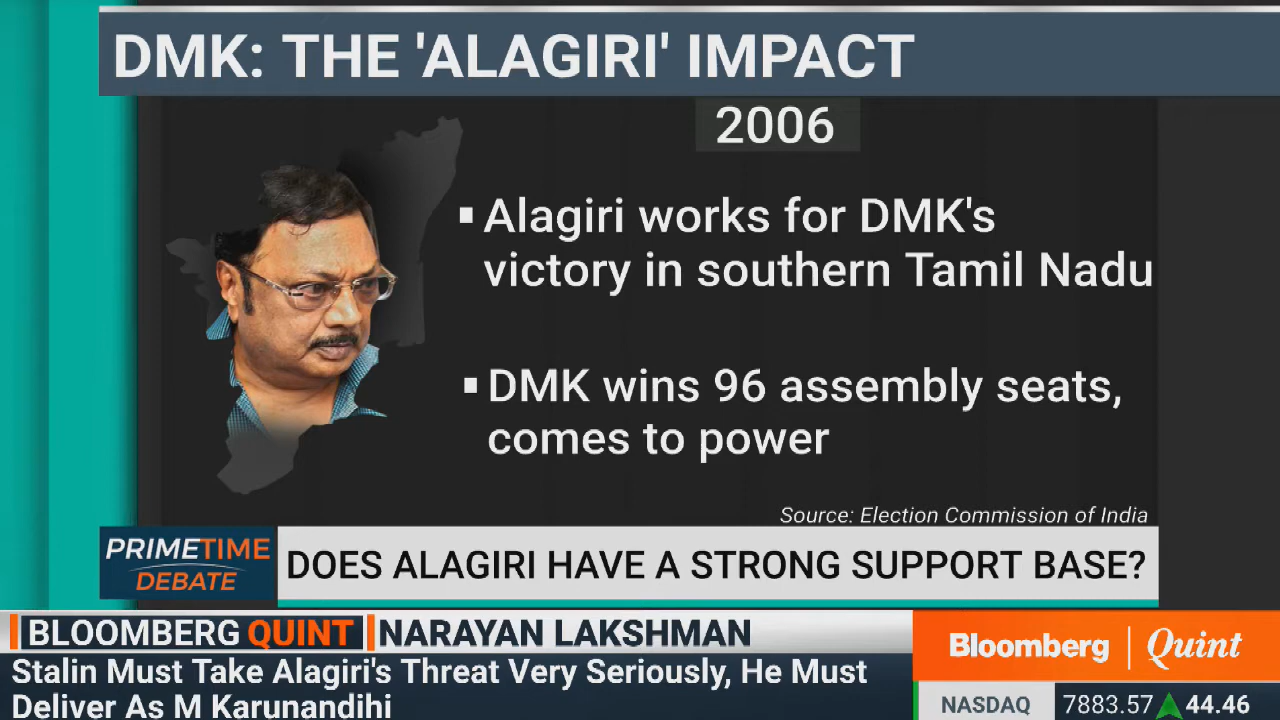 DMK: THE 'ALAGIRI' IMPACT
2006
▪ Alagiri works for DMK's
victory in southern Tamil Nadu
▪ DMK wins 96 assembly seats,
comes to power
Source: Election Commission of India
PRIMETIME
DEBATE
DOES ALAGIRI HAVE A STRONG SUPPORT BASE?
BLOOMBERG QUINT
NARAYAN LAKSHMAN
Stalin Must Take Alagiri's Threat Very Seriously, He Must
Deliver As M Karunandihi
Bloomberg | Quint
NASDAQ 7883.57 ▲ 44.46